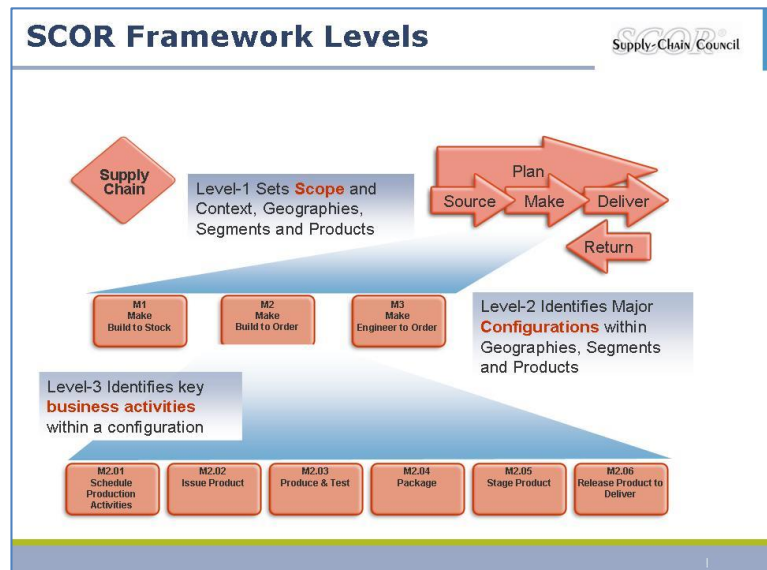 SCOR Framework Levels
SCOR®
Supply-Chain Council
Supply
Chain
Level-1 Sets Scope and
Context, Geographies,
Segments and Products
Plan
Source
Make
Deliver
Return
M1
Make
Build to Stock
M2
Make
Build to Order
M3
Make
Engineer to Order
Level-2 Identifies Major
Configurations within
Geographies, Segments
and Products
Level-3 Identifies key
business activities
within a configuration
M2.01
Schedule
Production
Activities
M2.02
Issue Product
M2.03
Produce & Test
M2.04
Package
M2.05
Stage Product
M2.06
Release Product to
Deliver